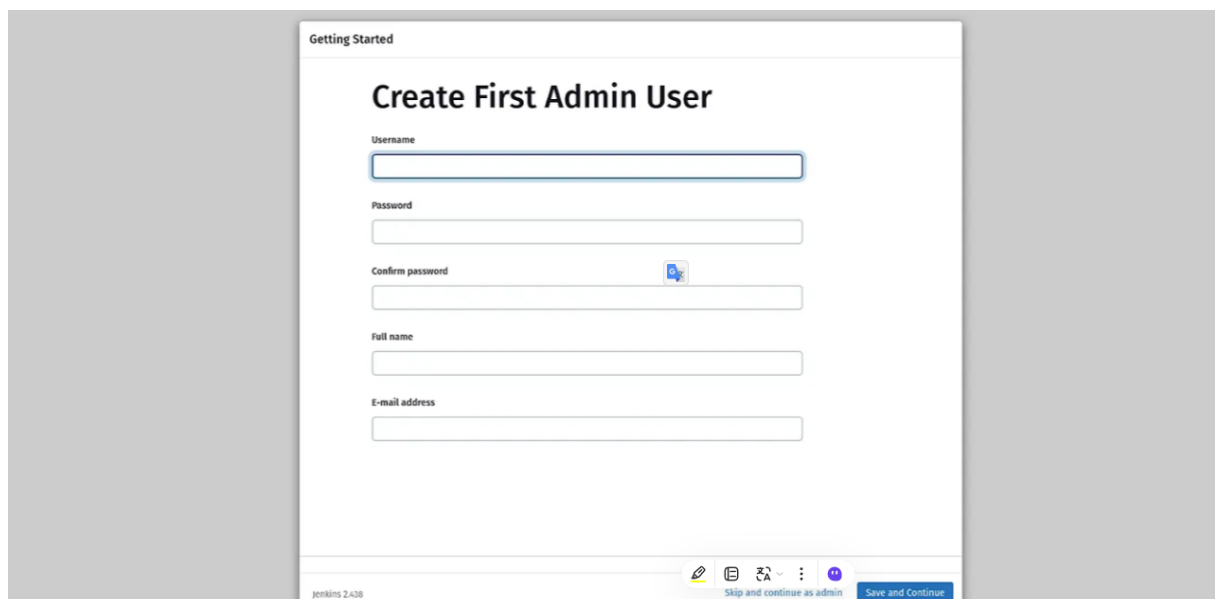 Getting Started
Create First Admin User
Username
Password
Confirm password
Full name
E-mail address
Jenkins 2.438
Skip and continue as admin
Save and Continue